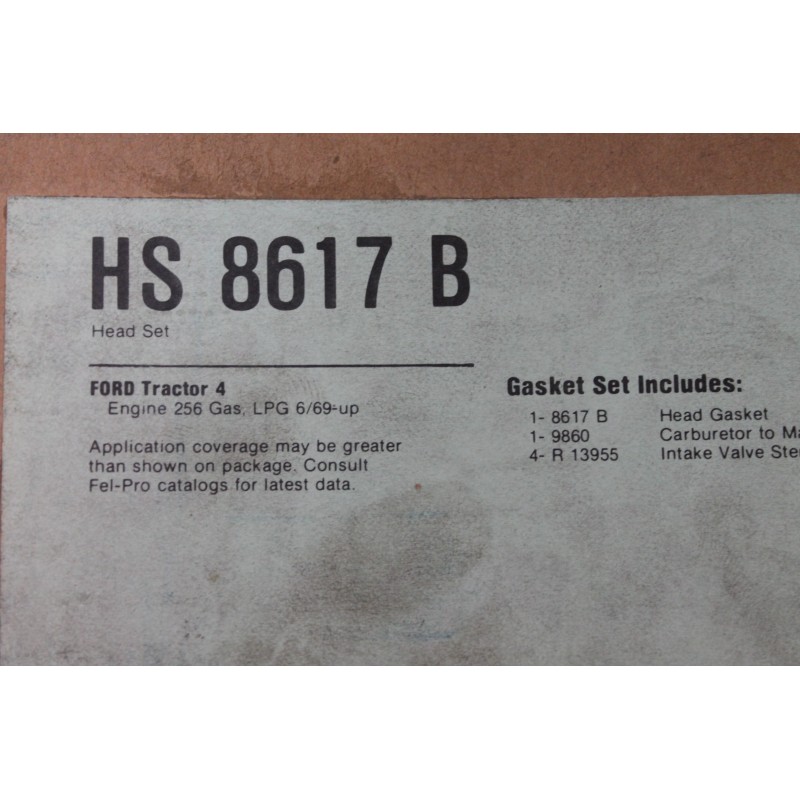 HS 8617 B
Head Set
FORD Tractor 4
Engine 256 Gas, LPG 6/69-up
Application coverage may be greater
than shown on package. Consult
Fel-Pro catalogs for latest data.
Gasket Set Includes:
1- 8617 B Head Gasket
1- 9860 Carburetor to
4- R 13955 Intake Valve